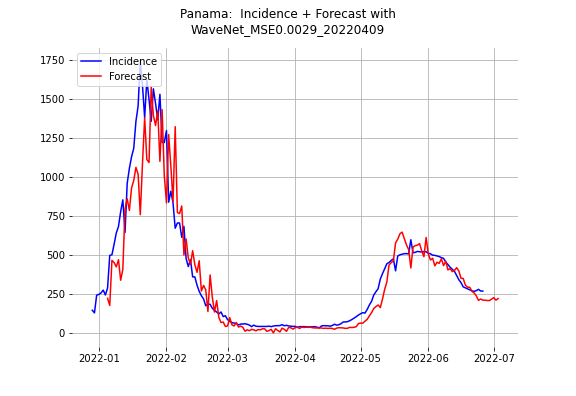 Panama:  Incidence + Forecast with
WaveNet_MSE0.0029_20220409
Incidence
Forecast
1750
1500
1250
1000
750
500
250
0
2022-01 2022-02 2022-03 2022-04 2022-05 2022-06 2022-07